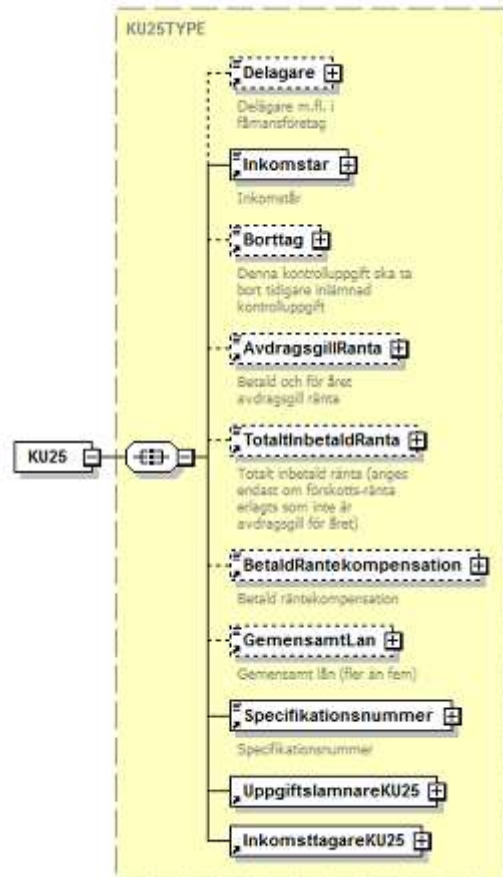 KU25TYPE
Delagare
Delägare m.fl. i
fåmansföretag
Inkomstar
Inkomstår
Borttag
Denna kontrolluppgift ska ta
bort tidigare inlämnad
kontrolluppgift
AvdragsgillRanta
Betald och för året
avdragsgill ränta
TotaltInbetaldRanta
Totalt inbetald ränta (anges
endast om förskotts-ränta
erlagts som inte är
avdragsgill för året)
KU25
BetaldRantekompensation
Betald räntekompensation
GemensamtLan
Gemensamt lån (fler än fem)
Specifikationsnummer
Specifikationsnummer
UppgiftslamnareKU25
InkomsttagareKU25